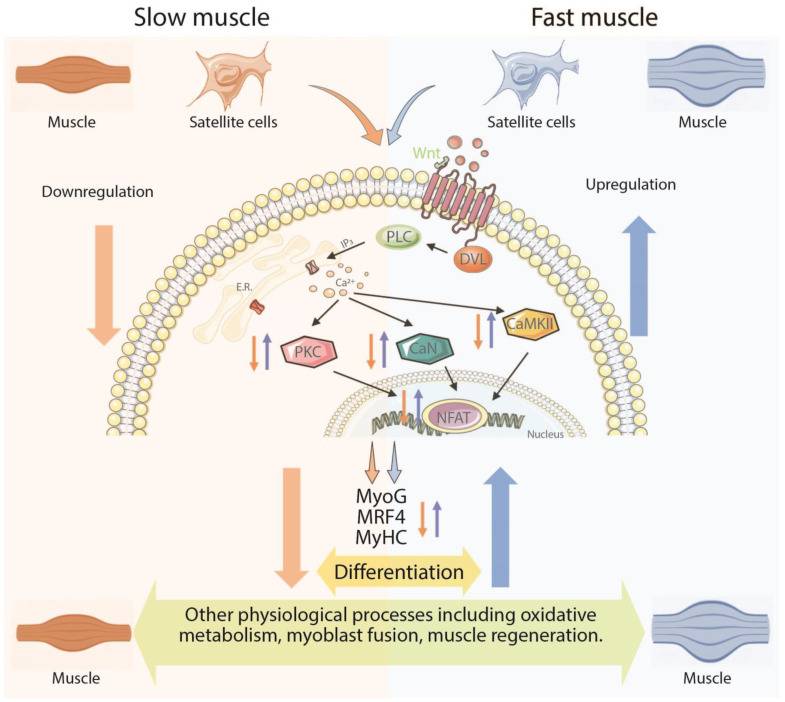 Slow muscle
Fast muscle
Muscle
Satellite cells
Satellite cells
Muscle
Wnt
Downregulation
Upregulation
PLC
DVL
IP₃
E.R.
Ca²⁺
PKC
CaN
CaMKII
NFAT
Nucleus
MyoG
MRF4
MyHC
Differentiation
Other physiological processes including oxidative
metabolism, myoblast fusion, muscle regeneration.
Muscle
Muscle